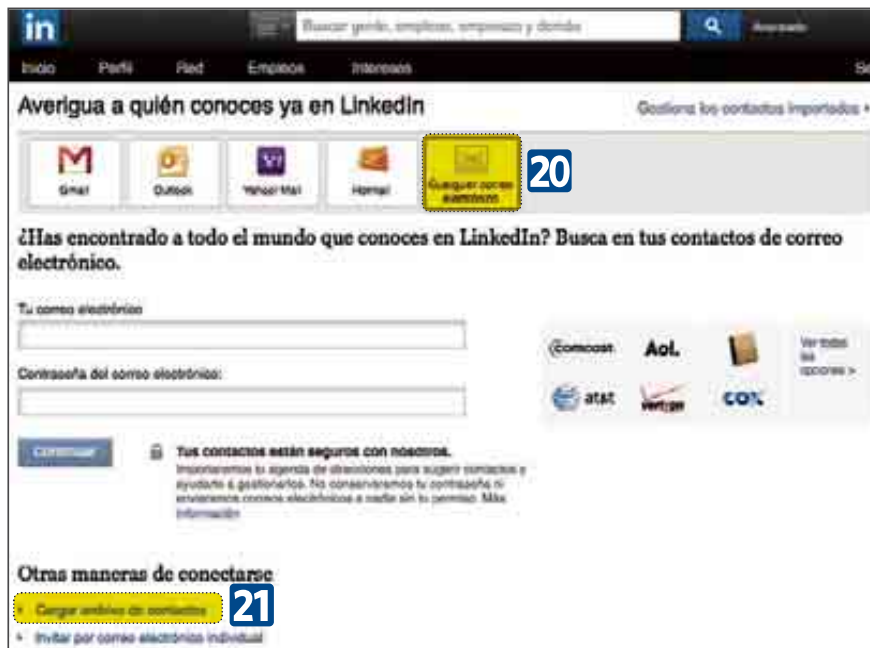 in
Buscar gente, empleos, empresas y demás
Avanzado
Inicio Perfil Red Empleos Intereses
Averigua a quién conoces ya en LinkedIn
Gestiona los contactos importados
Gmail Outlook Yahoo! Mail Hotmail Cualquier correo electrónico 20
¿Has encontrado a todo el mundo que conoces en LinkedIn? Busca en tus contactos de correo
electrónico.
Tu correo electrónico
Contraseña del correo electrónico:
Comcast Aol. Ver todas las opciones >
at&t verizon COX
Continuar
Tus contactos están seguros con nosotros.
Importaremos tu agenda de direcciones para sugerir contactos y
ayudarte a gestionarlos. No conservaremos tu contraseña ni
enviaremos correos electrónicos a nadie sin tu permiso. Más
información
Otras maneras de conectarse
Cargar archivo de contactos 21
Invitar por correo electrónico individual